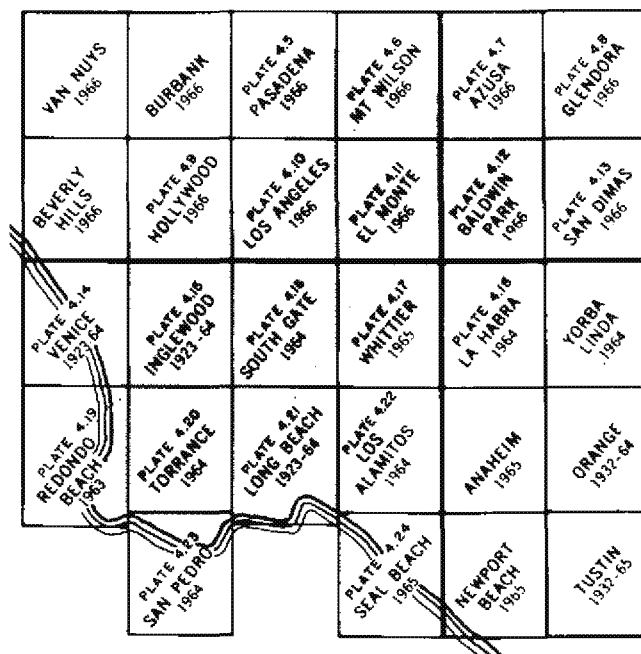 VAN NUYS
1966
BURBANK
1966
PLATE 4.5
PASADENA
1966
PLATE 4.6
MT WILSON
1966
PLATE 4.7
AZUSA
1966
PLATE 4.8
GLENDORA
1966
BEVERLY
HILLS
1966
PLATE 4.9
HOLLYWOOD
1966
PLATE 4.10
LOS ANGELES
1966
PLATE 4.11
EL MONTE
1966
PLATE 4.12
BALDWIN
PARK
1966
PLATE 4.13
SAN DIMAS
1966
PLATE 4.14
VENICE
1923-64
PLATE 4.15
INGLEWOOD
1923-64
PLATE 4.16
SOUTH GATE
1964
PLATE 4.17
WHITTIER
1965
PLATE 4.18
LA HABRA
1964
YORBA
LINDA
1964
PLATE 4.19
REDONDO
BEACH
1963
PLATE 4.20
TORRANCE
1964
PLATE 4.21
LONG BEACH
1923-64
PLATE 4.22
LOS
ALAMITOS
1964
ANAHEIM
1965
ORANGE
1932-64
PLATE 4.23
SAN PEDRO
1964
PLATE 4.24
SEAL BEACH
1965
NEWPORT
BEACH
1965
TUSTIN
1932-65